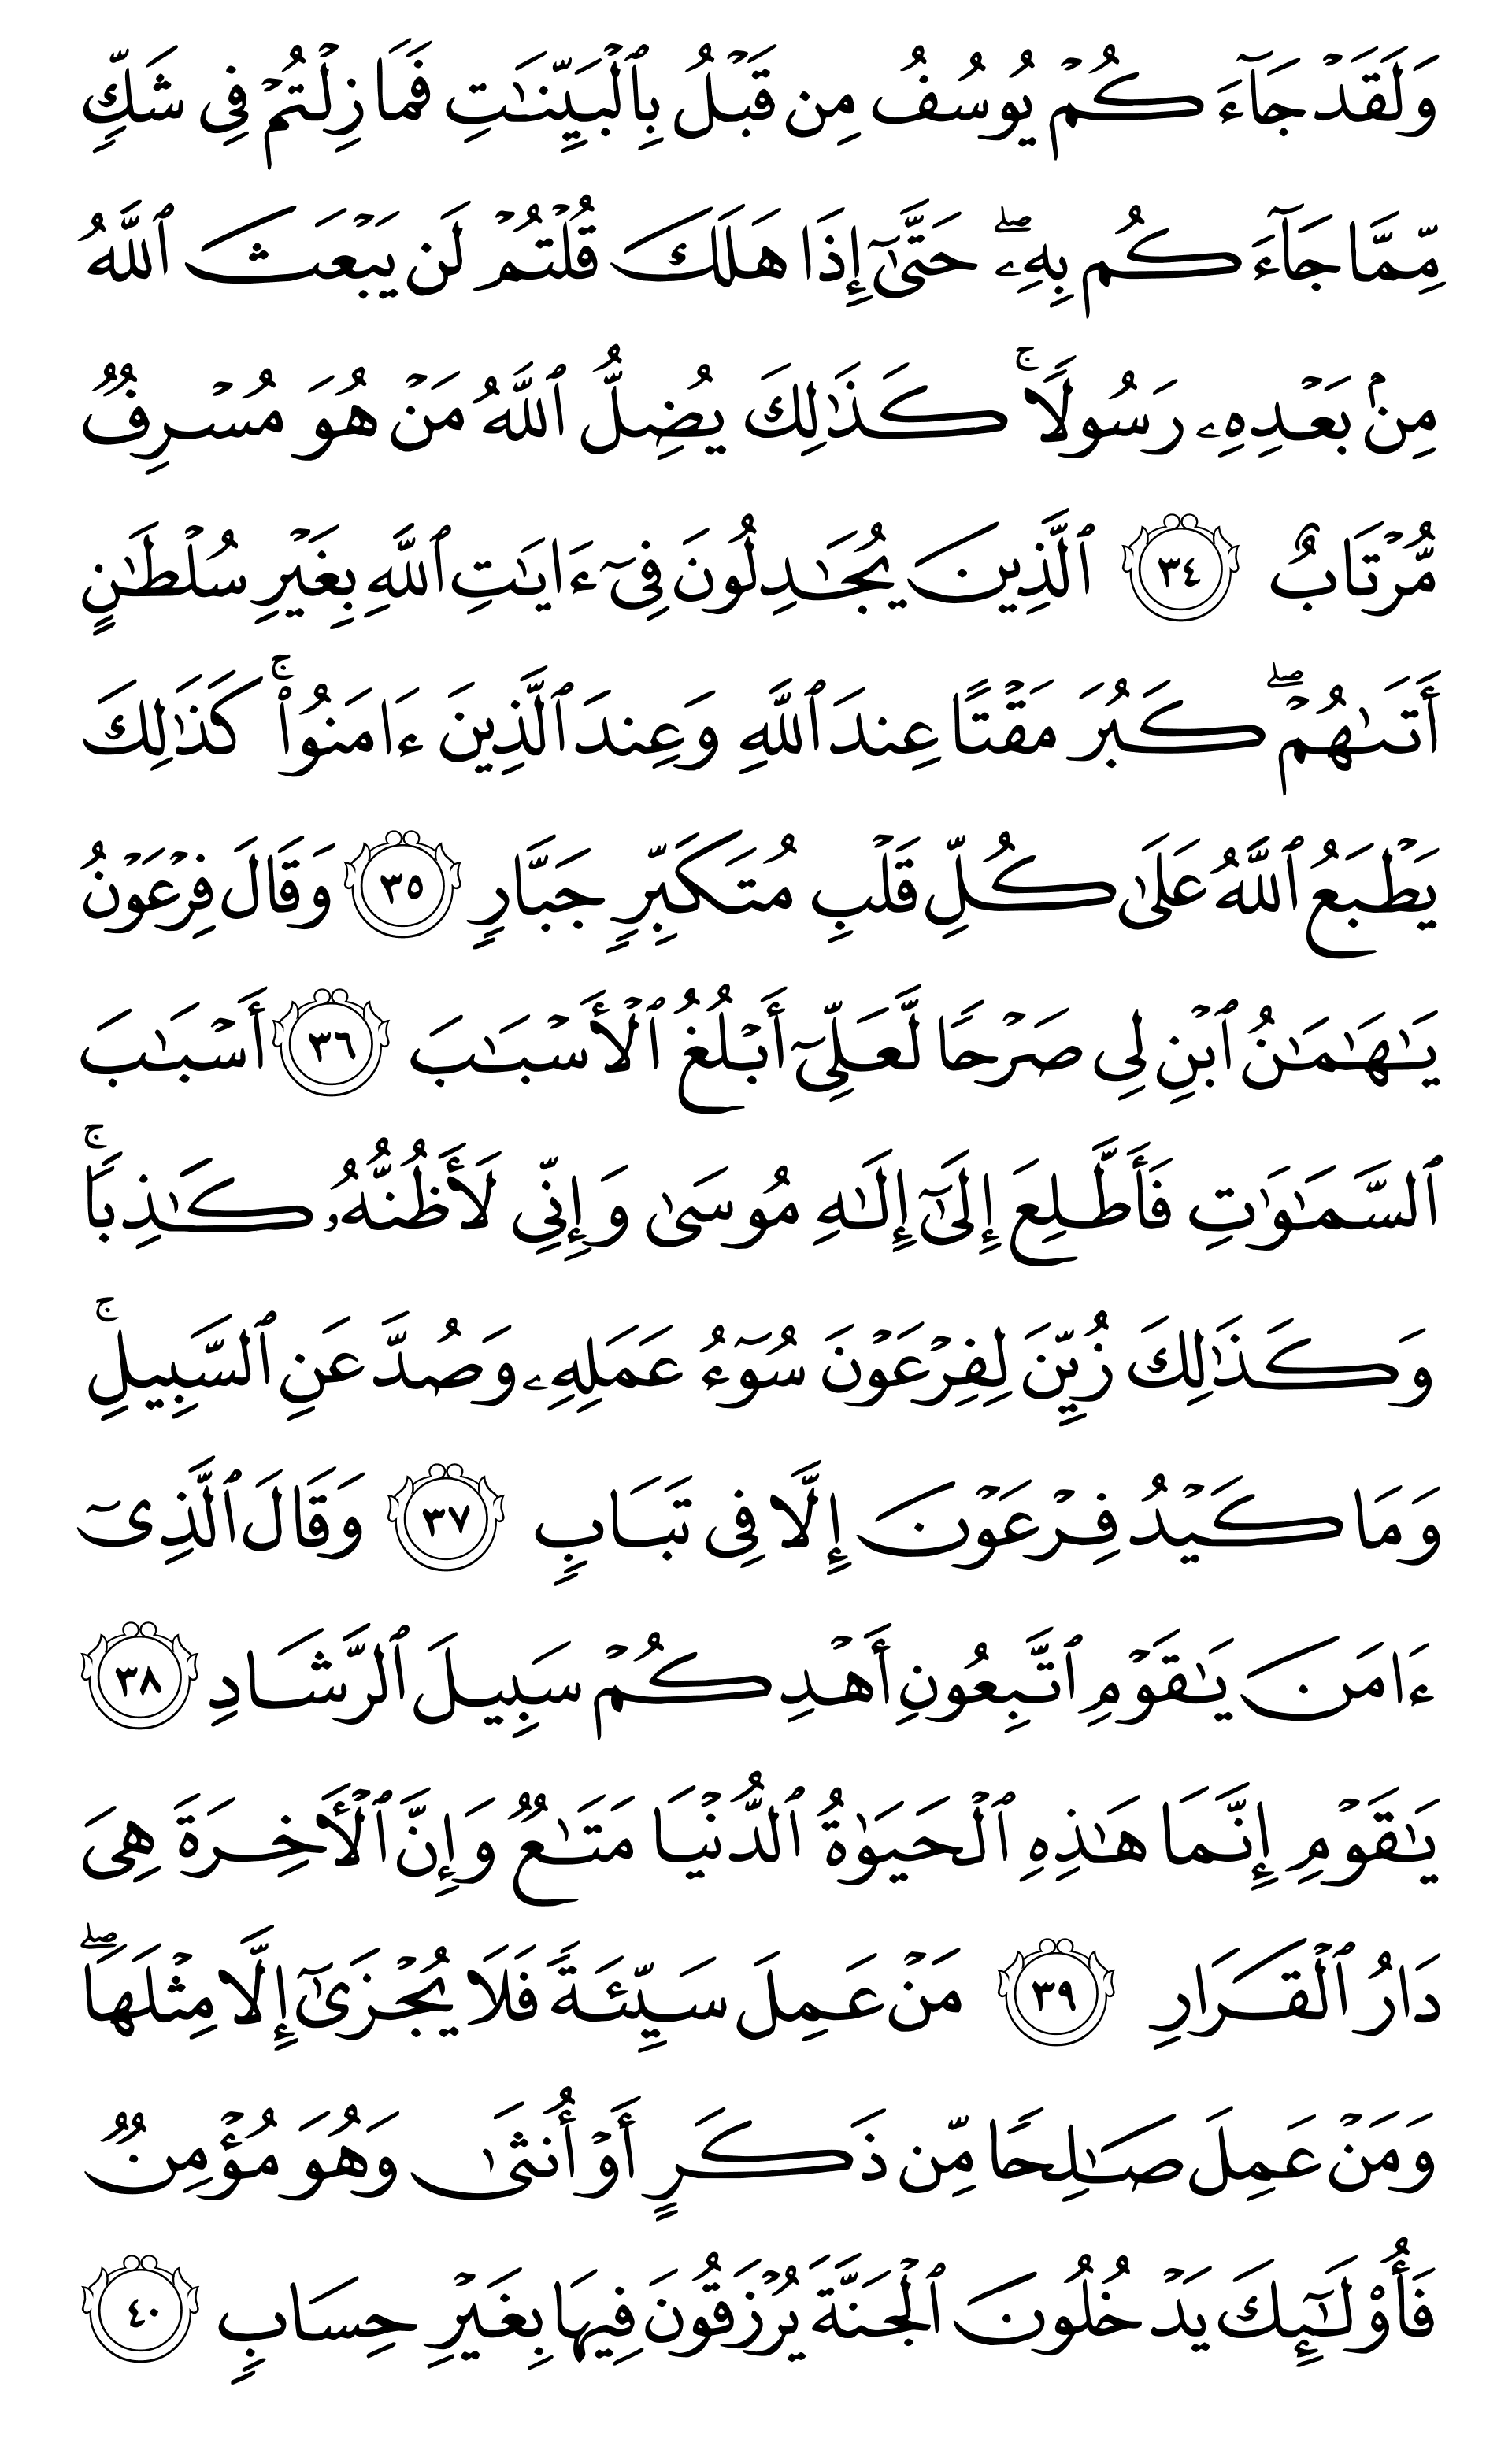 وَلَقَدۡ جَآءَكُمۡ يُوسُفُ مِن قَبۡلُ بِٱلۡبَيِّنَٰتِ فَمَا زِلۡتُمۡ فِي شَكّٖ
مِّمَّا جَآءَكُم بِهِۦۖ حَتَّىٰٓ إِذَا هَلَكَ قُلۡتُمۡ لَن يَبۡعَثَ ٱللَّهُ
مِنۢ بَعۡدِهِۦ رَسُولٗاۚ كَذَٰلِكَ يُضِلُّ ٱللَّهُ مَنۡ هُوَ مُسۡرِفٞ
مُّرۡتَابٌ ٣٤ ٱلَّذِينَ يُجَٰدِلُونَ فِيٓ ءَايَٰتِ ٱللَّهِ بِغَيۡرِ سُلۡطَٰنٍ
أَتَىٰهُمۡۖ كَبُرَ مَقۡتًا عِندَ ٱللَّهِ وَعِندَ ٱلَّذِينَ ءَامَنُواْۚ كَذَٰلِكَ
يَطۡبَعُ ٱللَّهُ عَلَىٰ كُلِّ قَلۡبِ مُتَكَبِّرٖ جَبَّارٖ ٣٥ وَقَالَ فِرۡعَوۡنُ
يَٰهَٰمَٰنُ ٱبۡنِ لِي صَرۡحٗا لَّعَلِّيٓ أَبۡلُغُ ٱلۡأَسۡبَٰبَ ٣٦ أَسۡبَٰبَ
ٱلسَّمَٰوَٰتِ فَأَطَّلِعَ إِلَىٰٓ إِلَٰهِ مُوسَىٰ وَإِنِّي لَأَظُنُّهُۥ كَٰذِبٗاۚ
وَكَذَٰلِكَ زُيِّنَ لِفِرۡعَوۡنَ سُوٓءُ عَمَلِهِۦ وَصُدَّ عَنِ ٱلسَّبِيلِۚ
وَمَا كَيۡدُ فِرۡعَوۡنَ إِلَّا فِي تَبَابٖ ٣٧ وَقَالَ ٱلَّذِيٓ
ءَامَنَ يَٰقَوۡمِ ٱتَّبِعُونِ أَهۡدِكُمۡ سَبِيلَ ٱلرَّشَادِ ٣٨
يَٰقَوۡمِ إِنَّمَا هَٰذِهِ ٱلۡحَيَوٰةُ ٱلدُّنۡيَا مَتَٰعٞ وَإِنَّ ٱلۡأٓخِرَةَ هِيَ
دَارُ ٱلۡقَرَارِ ٣٩ مَنۡ عَمِلَ سَيِّئَةٗ فَلَا يُجۡزَىٰٓ إِلَّا مِثۡلَهَاۖ
وَمَنۡ عَمِلَ صَٰلِحٗا مِّن ذَكَرٍ أَوۡ أُنثَىٰ وَهُوَ مُؤۡمِنٞ
فَأُوْلَٰٓئِكَ يَدۡخُلُونَ ٱلۡجَنَّةَ يُرۡزَقُونَ فِيهَا بِغَيۡرِ حِسَابٖ ٤٠